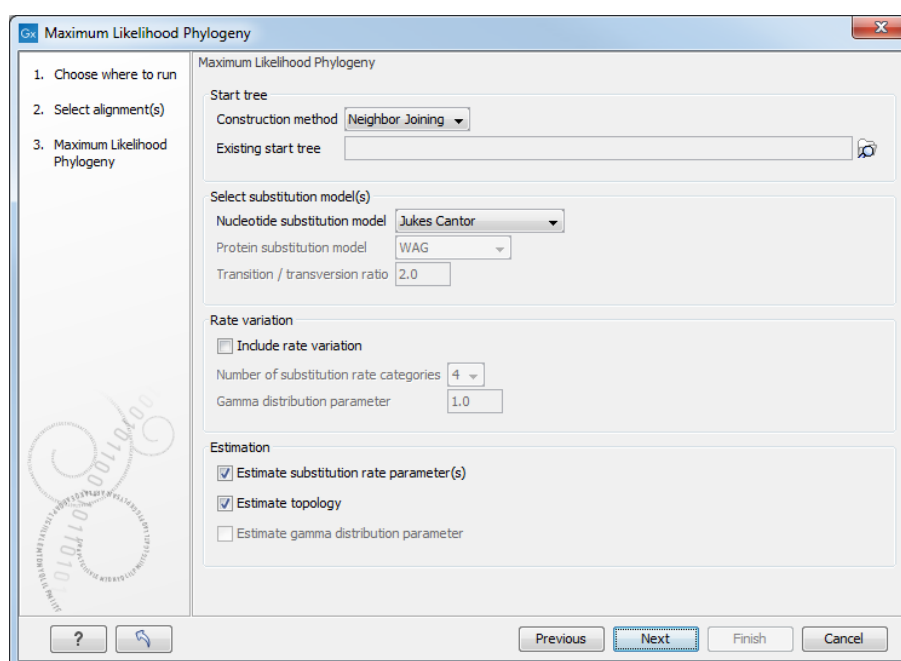 Gx Maximum Likelihood Phylogeny
1. Choose where to run
2. Select alignment(s)
3. Maximum Likelihood
Phylogeny
Maximum Likelihood Phylogeny
Start tree
Construction method Neighbor Joining
Existing start tree
Select substitution model(s)
Nucleotide substitution model Jukes Cantor
Protein substitution model WAG
Transition / transversion ratio 2.0
Rate variation
Include rate variation
Number of substitution rate categories 4
Gamma distribution parameter 1.0
Estimation
Estimate substitution rate parameter(s)
Estimate topology
Estimate gamma distribution parameter
? Previous Next Finish Cancel